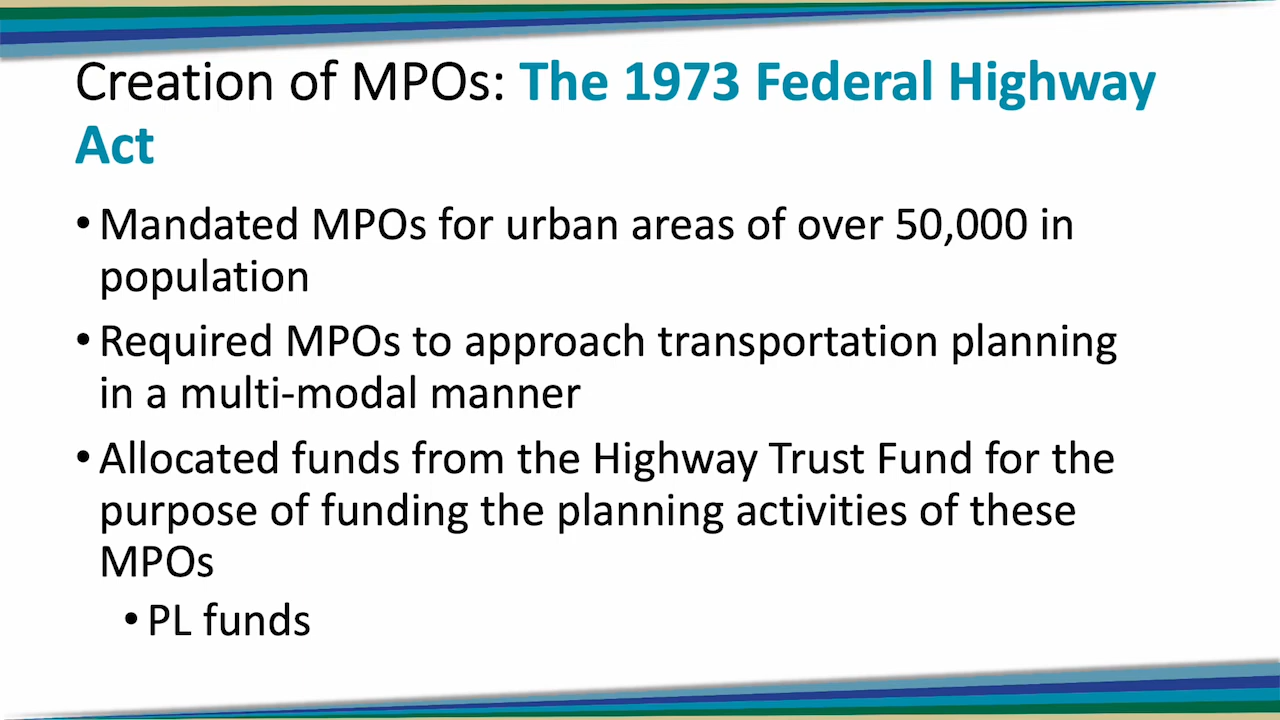 Creation of MPOs: The 1973 Federal Highway
Act
• Mandated MPOs for urban areas of over 50,000 in
population
• Required MPOs to approach transportation planning
in a multi-modal manner
• Allocated funds from the Highway Trust Fund for the
purpose of funding the planning activities of these
MPOs
• PL funds